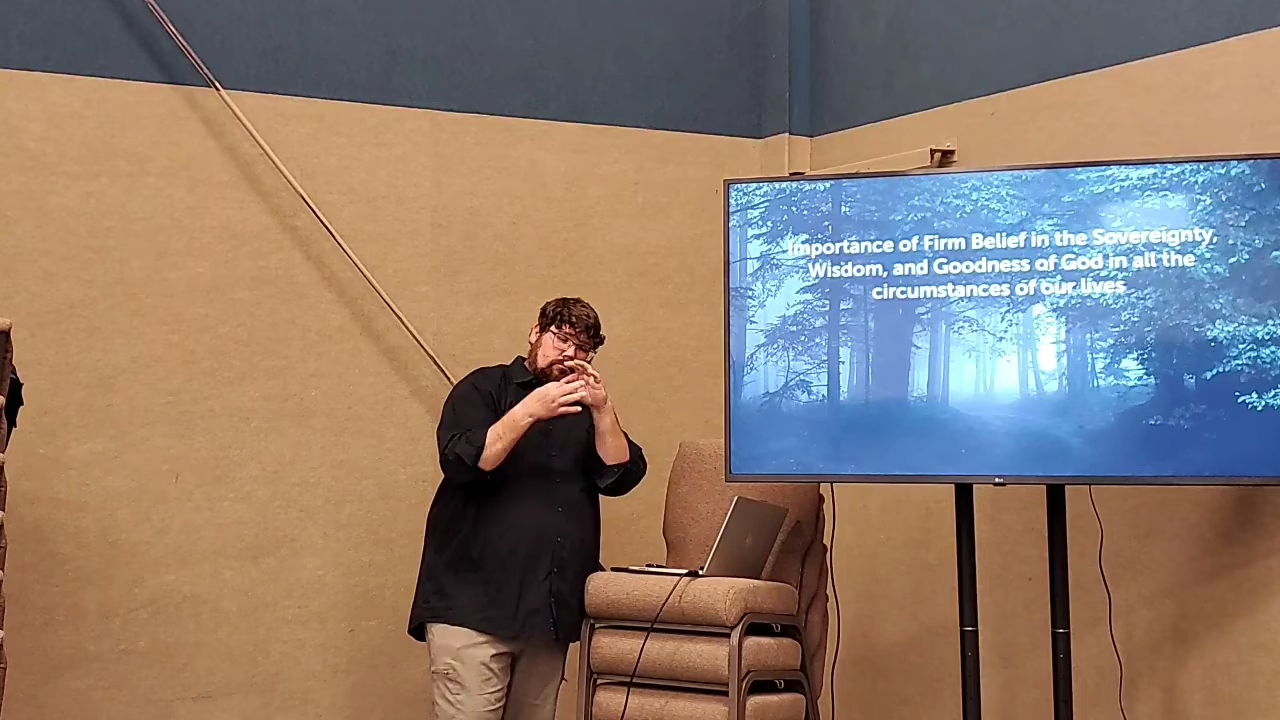 Importance of Firm Belief in the Sovereignty,
Wisdom, and Goodness of God in all the
circumstances of our lives
LG